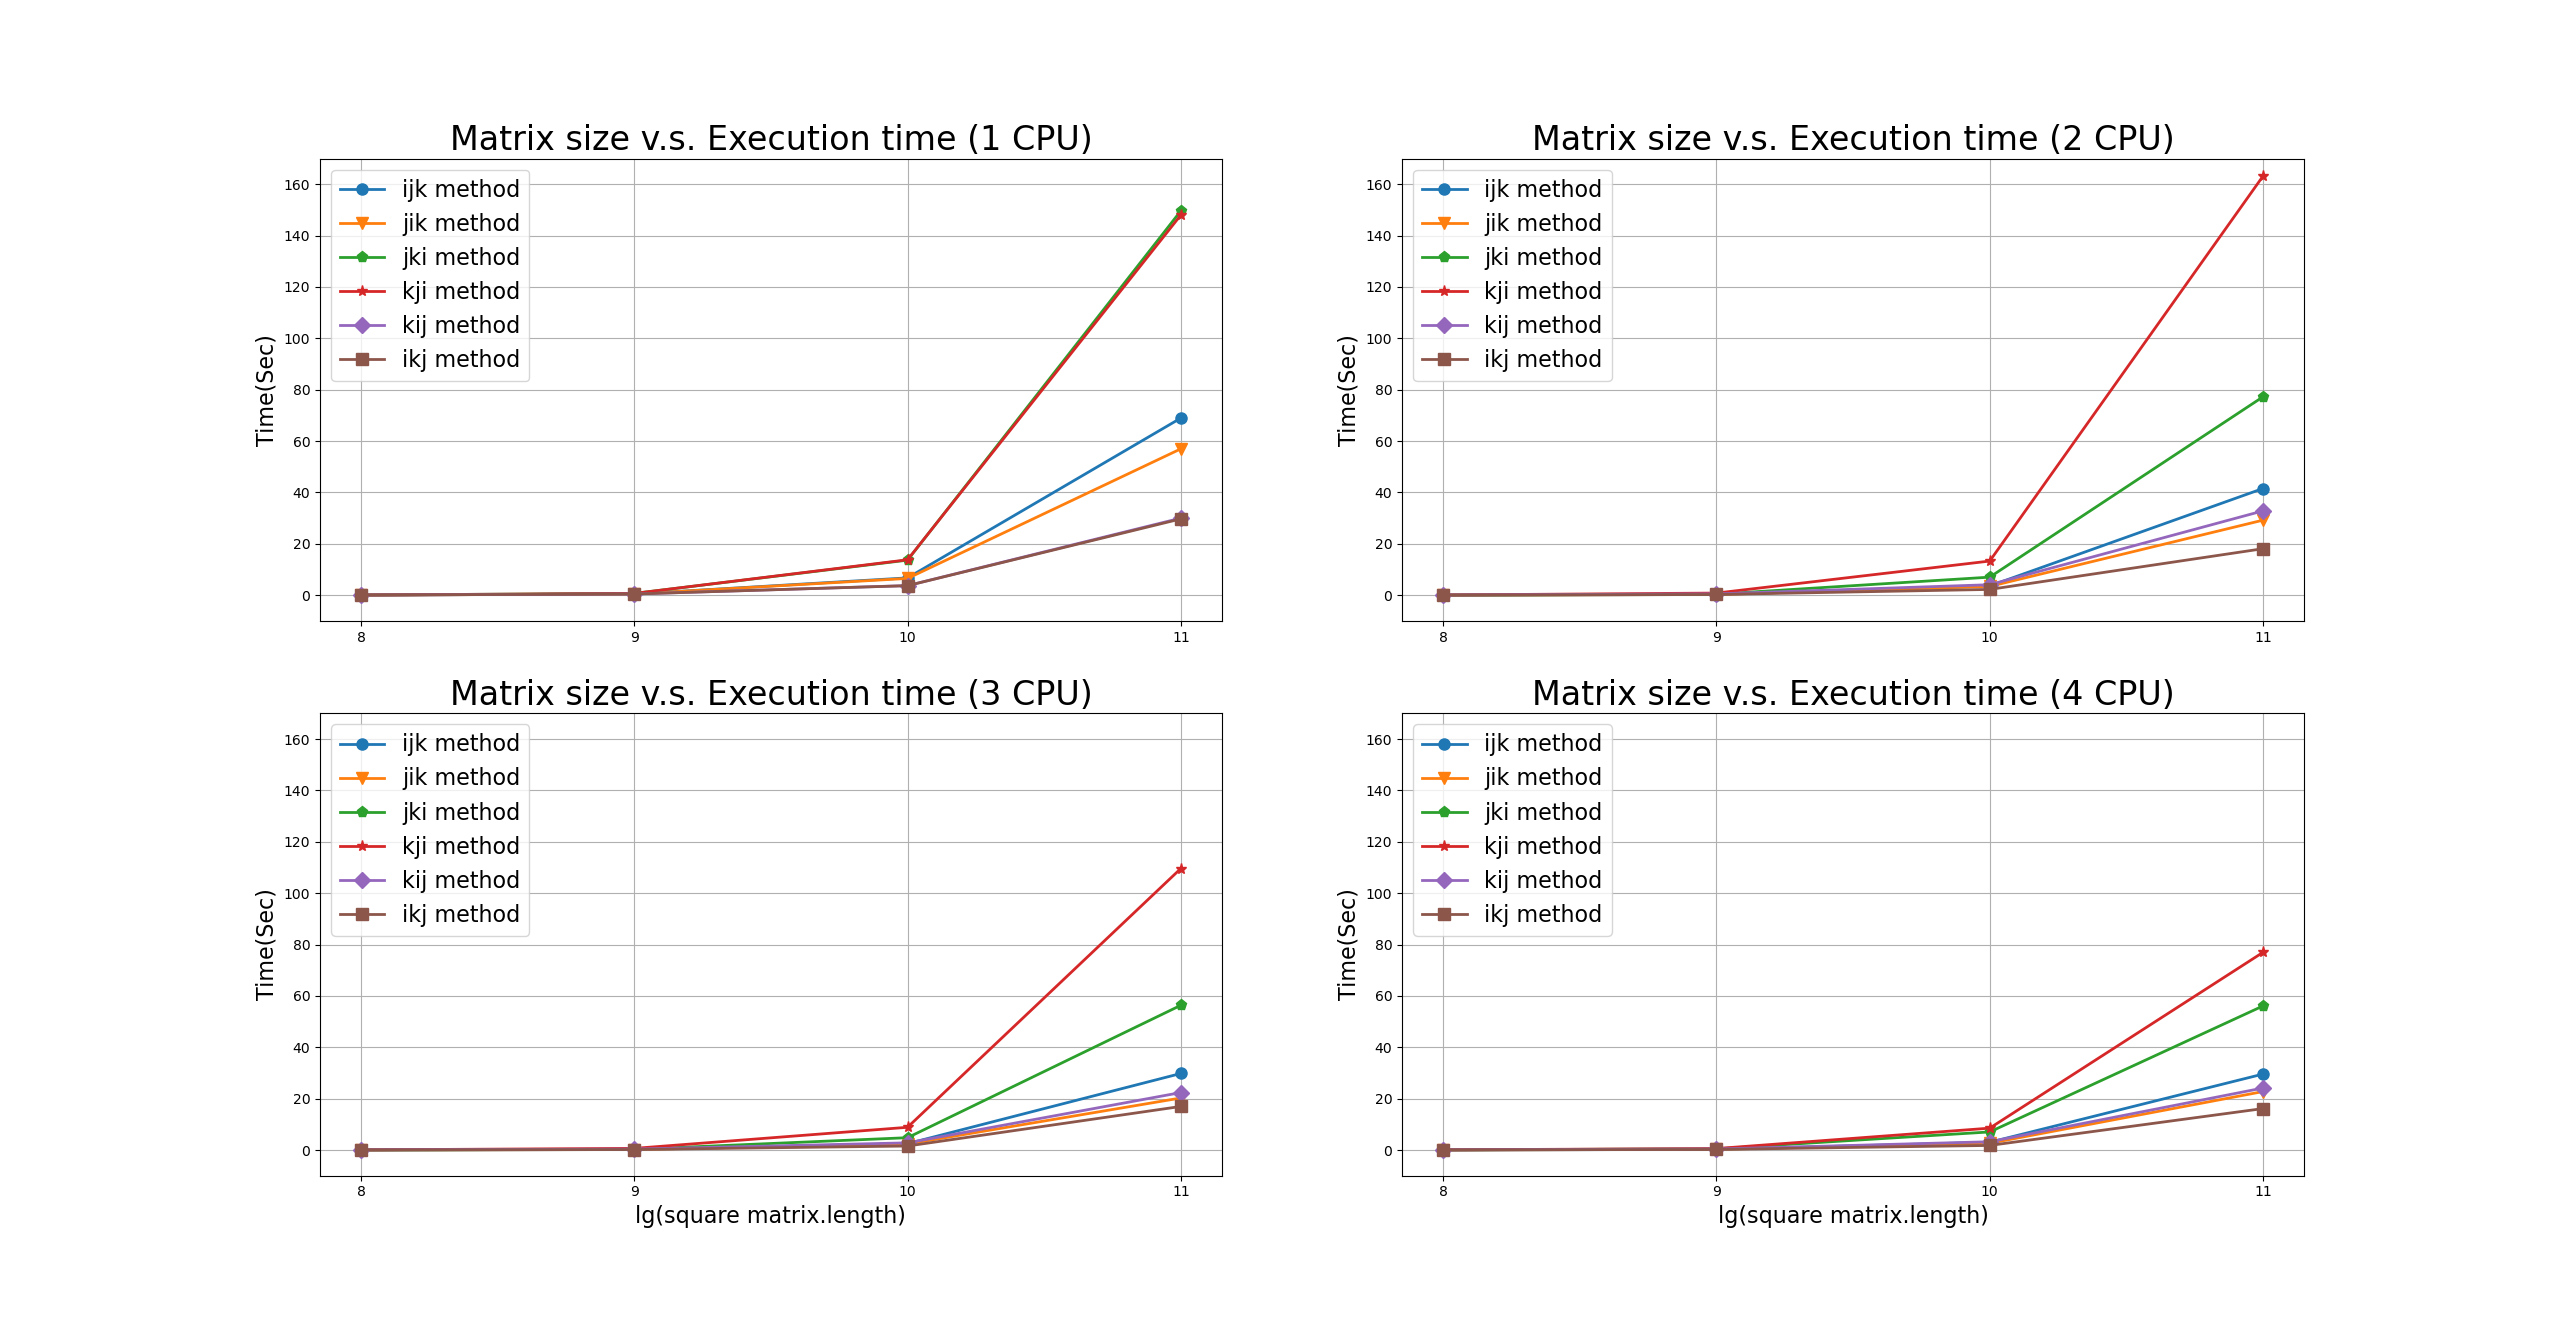 Matrix size v.s. Execution time (1 CPU)
160
140
120
100
80
60
40
20
0
Time(Sec)
ijk method
jik method
jki method
kji method
kij method
ikj method
8 9 10 11
Matrix size v.s. Execution time (2 CPU)
160
140
120
100
80
60
40
20
0
Time(Sec)
ijk method
jik method
jki method
kji method
kij method
ikj method
8 9 10 11
Matrix size v.s. Execution time (3 CPU)
160
140
120
100
80
60
40
20
0
Time(Sec)
ijk method
jik method
jki method
kji method
kij method
ikj method
8 9 10 11
lg(square matrix.length)
Matrix size v.s. Execution time (4 CPU)
160
140
120
100
80
60
40
20
0
Time(Sec)
ijk method
jik method
jki method
kji method
kij method
ikj method
8 9 10 11
lg(square matrix.length)